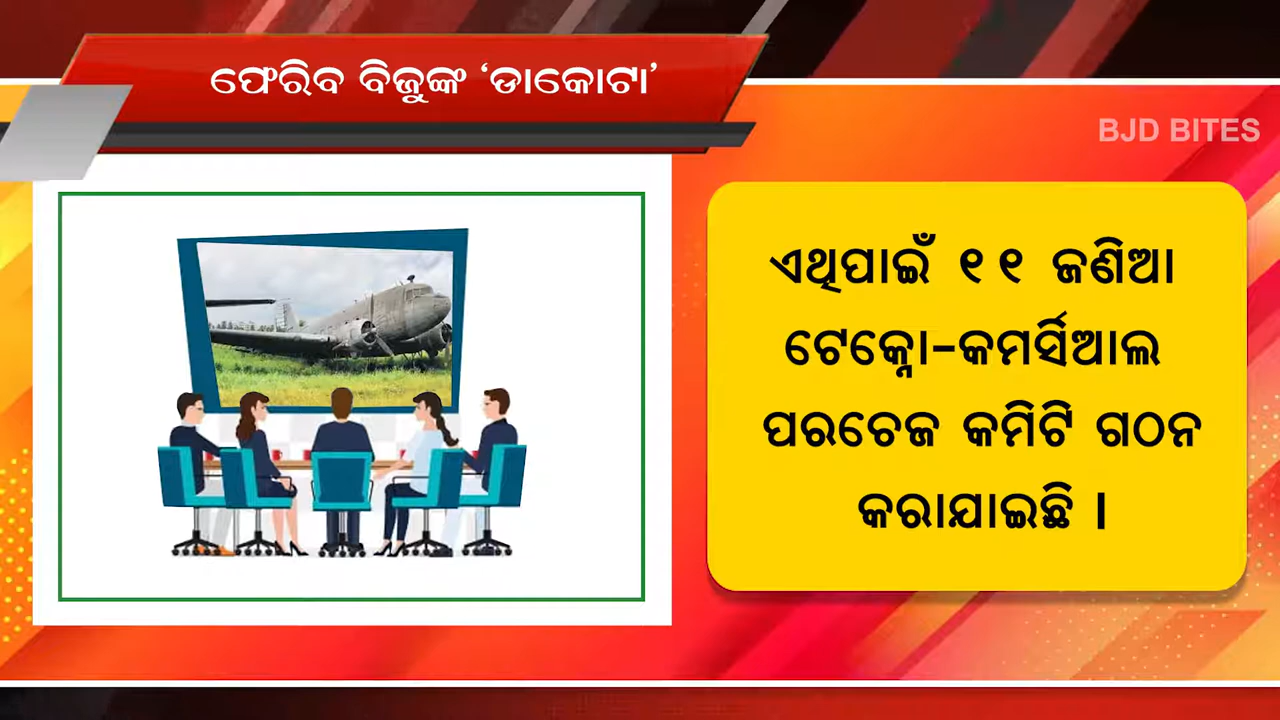 ଫେରିବ ବିଜୁଙ୍କ ‘ଡାକୋଟା’
BJD BITES
ଏଥିପାଇଁ ୧୧ ଜଣିଆ
ଟେକ୍ନୋ-କମର୍ସିଆଲ
ପରଚେଜ କମିଟି ଗଠନ
କରାଯାଇଛି ।